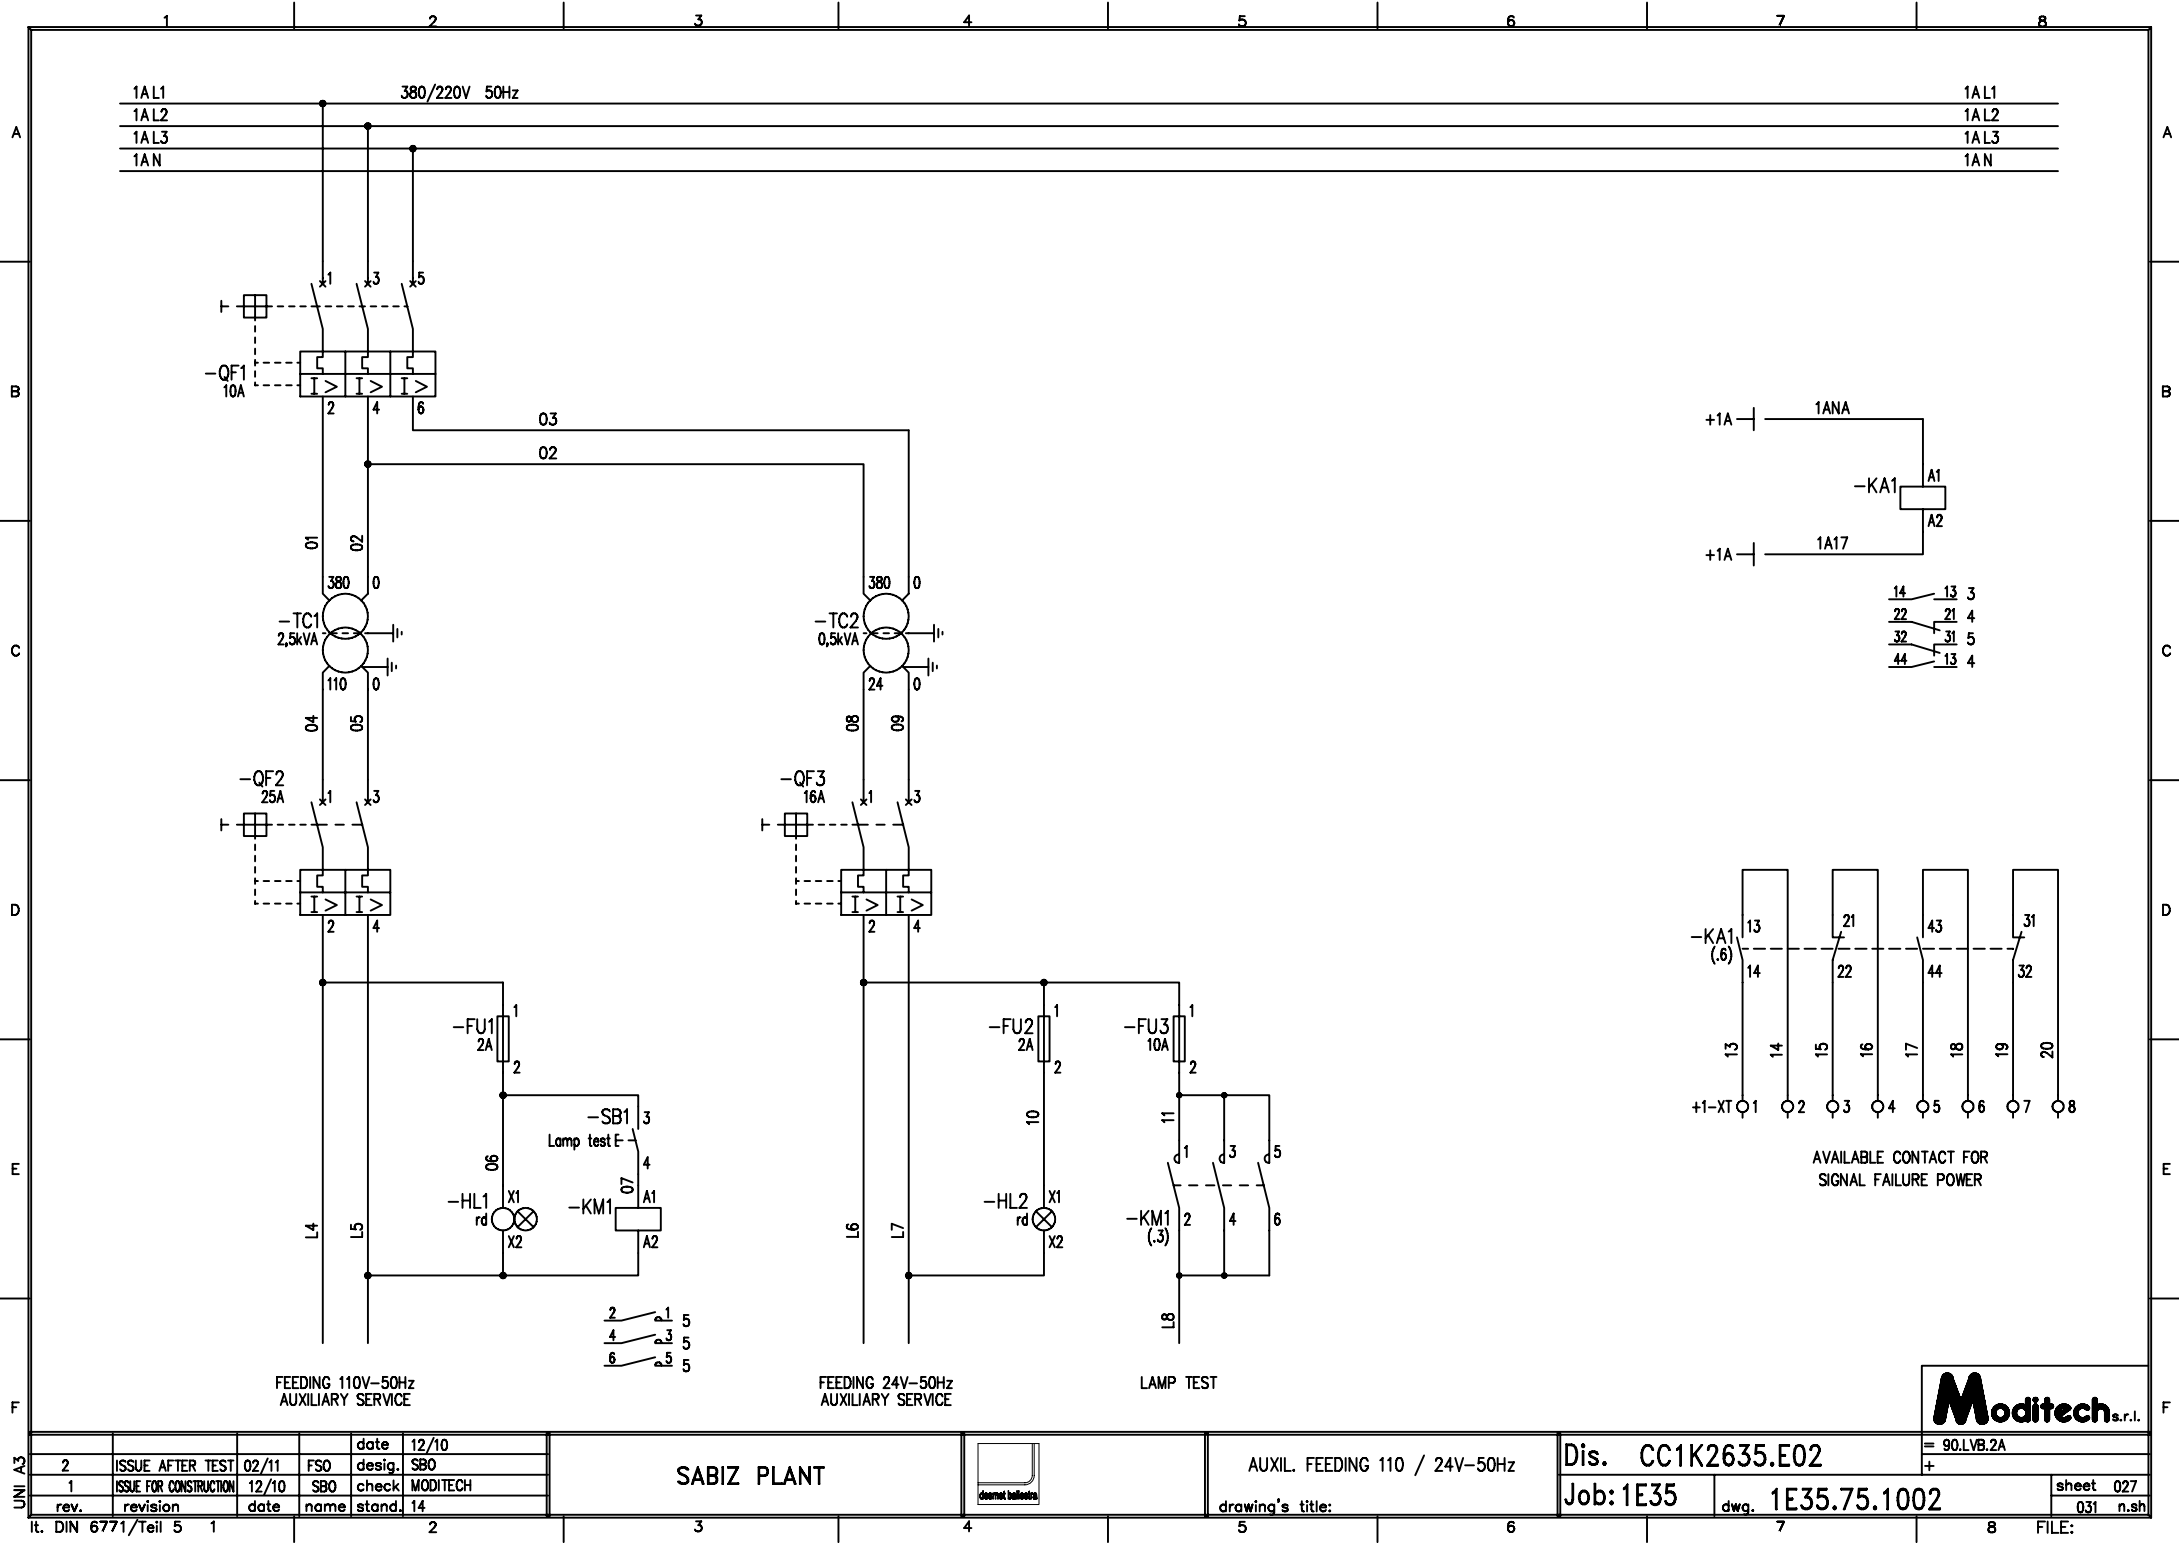 1 2 3 4 5 6 7 8
1AL1 380/220V 50Hz 1AL1
1AL2 1AL2
A A
1AL3 1AL3
1AN 1AN
1 3 5
-QF1
10A
I> I> I>
B B
2 4 6
03
02
+1A 1ANA
-KA1 A1
A2
+1A 1A17
01 02
380 0 380 0
-TC1 -TC2
2,5kVA 0,5kVA
110 0 24 0
14 13 3
22 21 4
32 31 5
44 13 4
C C
04 05 08 09
-QF2 -QF3
25A 16A
1 3 1 3
I> I> I> I>
2 4 2 4
D D
-KA1 13 21 43 31
(.6) 14 22 44 32
13 14 15 16 17 18 19 20
+1-XT 1 2 3 4 5 6 7 8
AVAILABLE CONTACT FOR
SIGNAL FAILURE POWER
1 1 1
-FU1 -FU2 -FU3
2A 2A 10A
2 2 2
-SB1 3
Lamp test E
4
06 07 10 11
1 3 5
E E
-HL1 X1 -KM1 A1 -HL2 X1
rd rd
X2 A2 X2
-KM1 2 4 6
(.3)
L4 L5 L6 L7 L8
2 1 5
4 3 5
6 5 5
FEEDING 110V-50Hz
AUXILIARY SERVICE
FEEDING 24V-50Hz
AUXILIARY SERVICE
LAMP TEST
F F
Moditech s.r.l.
UNI A3
date 12/10
2 ISSUE AFTER TEST 02/11 FSO desig. SBO
1 ISSUE FOR CONSTRUCTION 12/10 SBO check MODITECH
rev. revision date name stand. 14
SABIZ PLANT
desmet ballestra
AUXIL. FEEDING 110 / 24V-50Hz
drawing's title:
Dis. CC1K2635.E02
= 90.LVB.2A
+
Job: 1E35
dwg. 1E35.75.1002
sheet 027
031 n.sh
lt. DIN 6771/Teil 5 1 2 3 4 5 6 7 8 FILE: